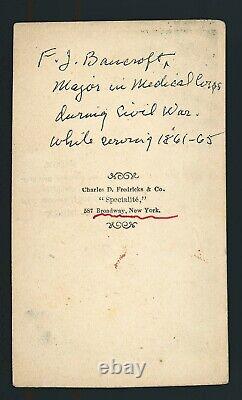 F. J. Bancroft,
Major in Medical Corps
during Civil War.
While serving 1861-65
Charles D. Fredricks & Co.
"Specialité,"
587 Broadway, New York.